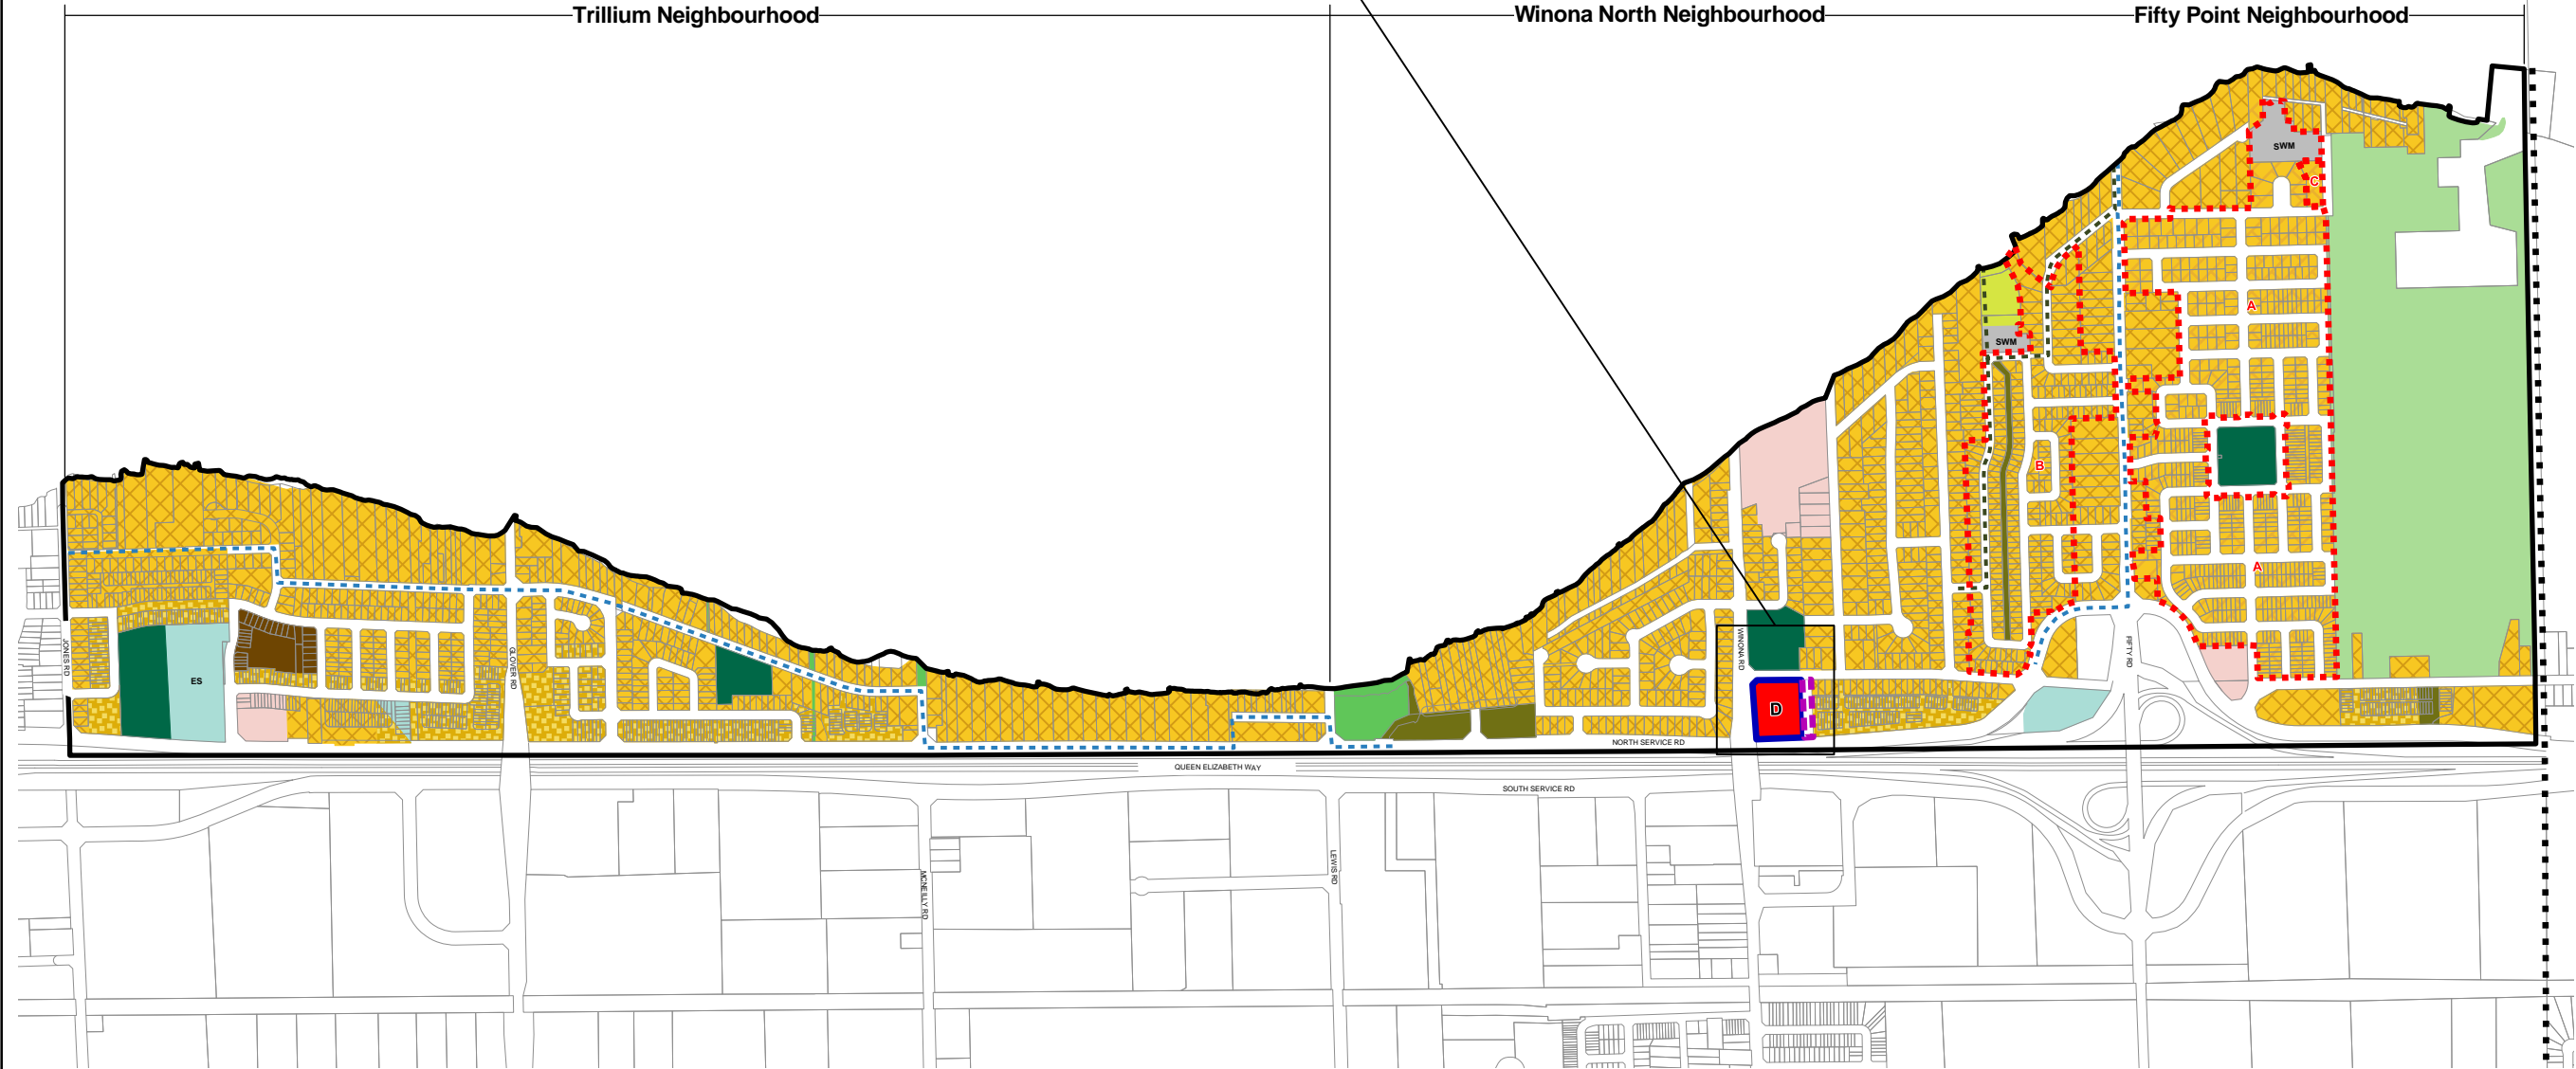 Trillium Neighbourhood
Winona North Neighbourhood
Fifty Point Neighbourhood
SWM
C
A
SWM
B
A
JONES RD
ES
GLOVER RD
WINONA RD
FIFTY RD
D
NORTH SERVICE RD
QUEEN ELIZABETH WAY
SOUTH SERVICE RD
MCNEILLY RD
LEWIS RD